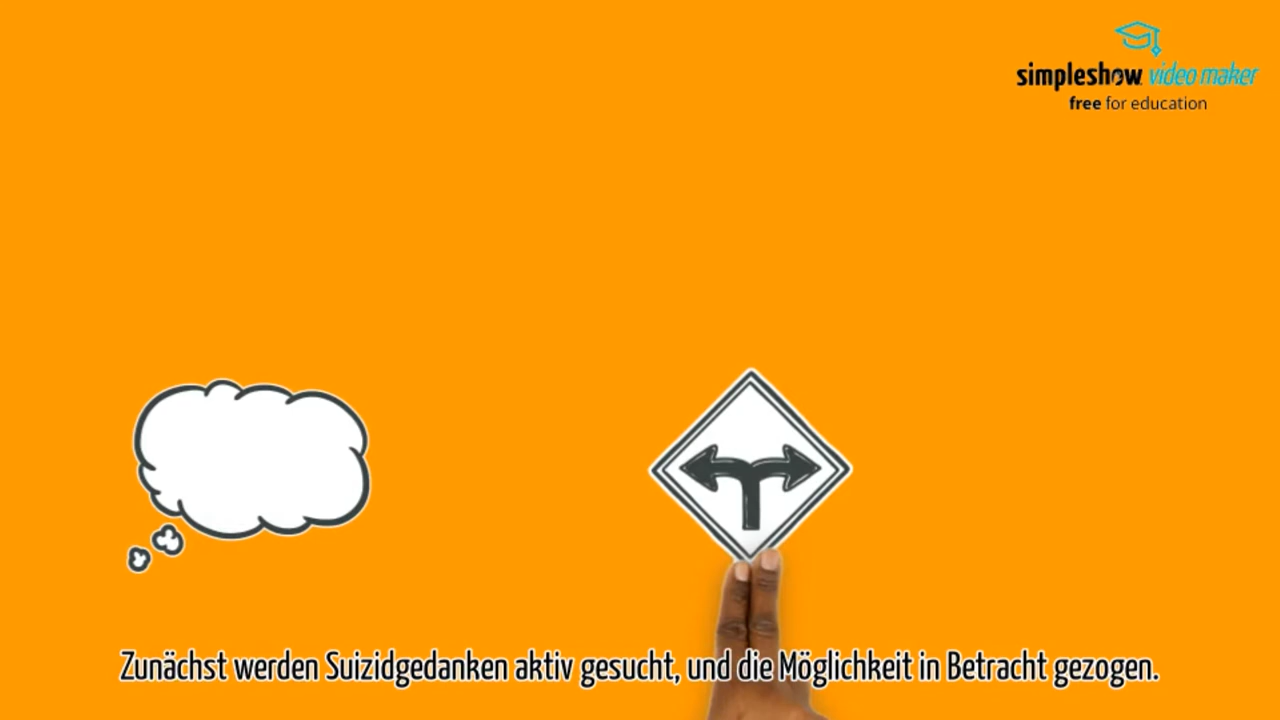 simpleshow video maker
free for education
Zunächst werden Suizidgedanken aktiv gesucht, und die Möglichkeit in Betracht gezogen.